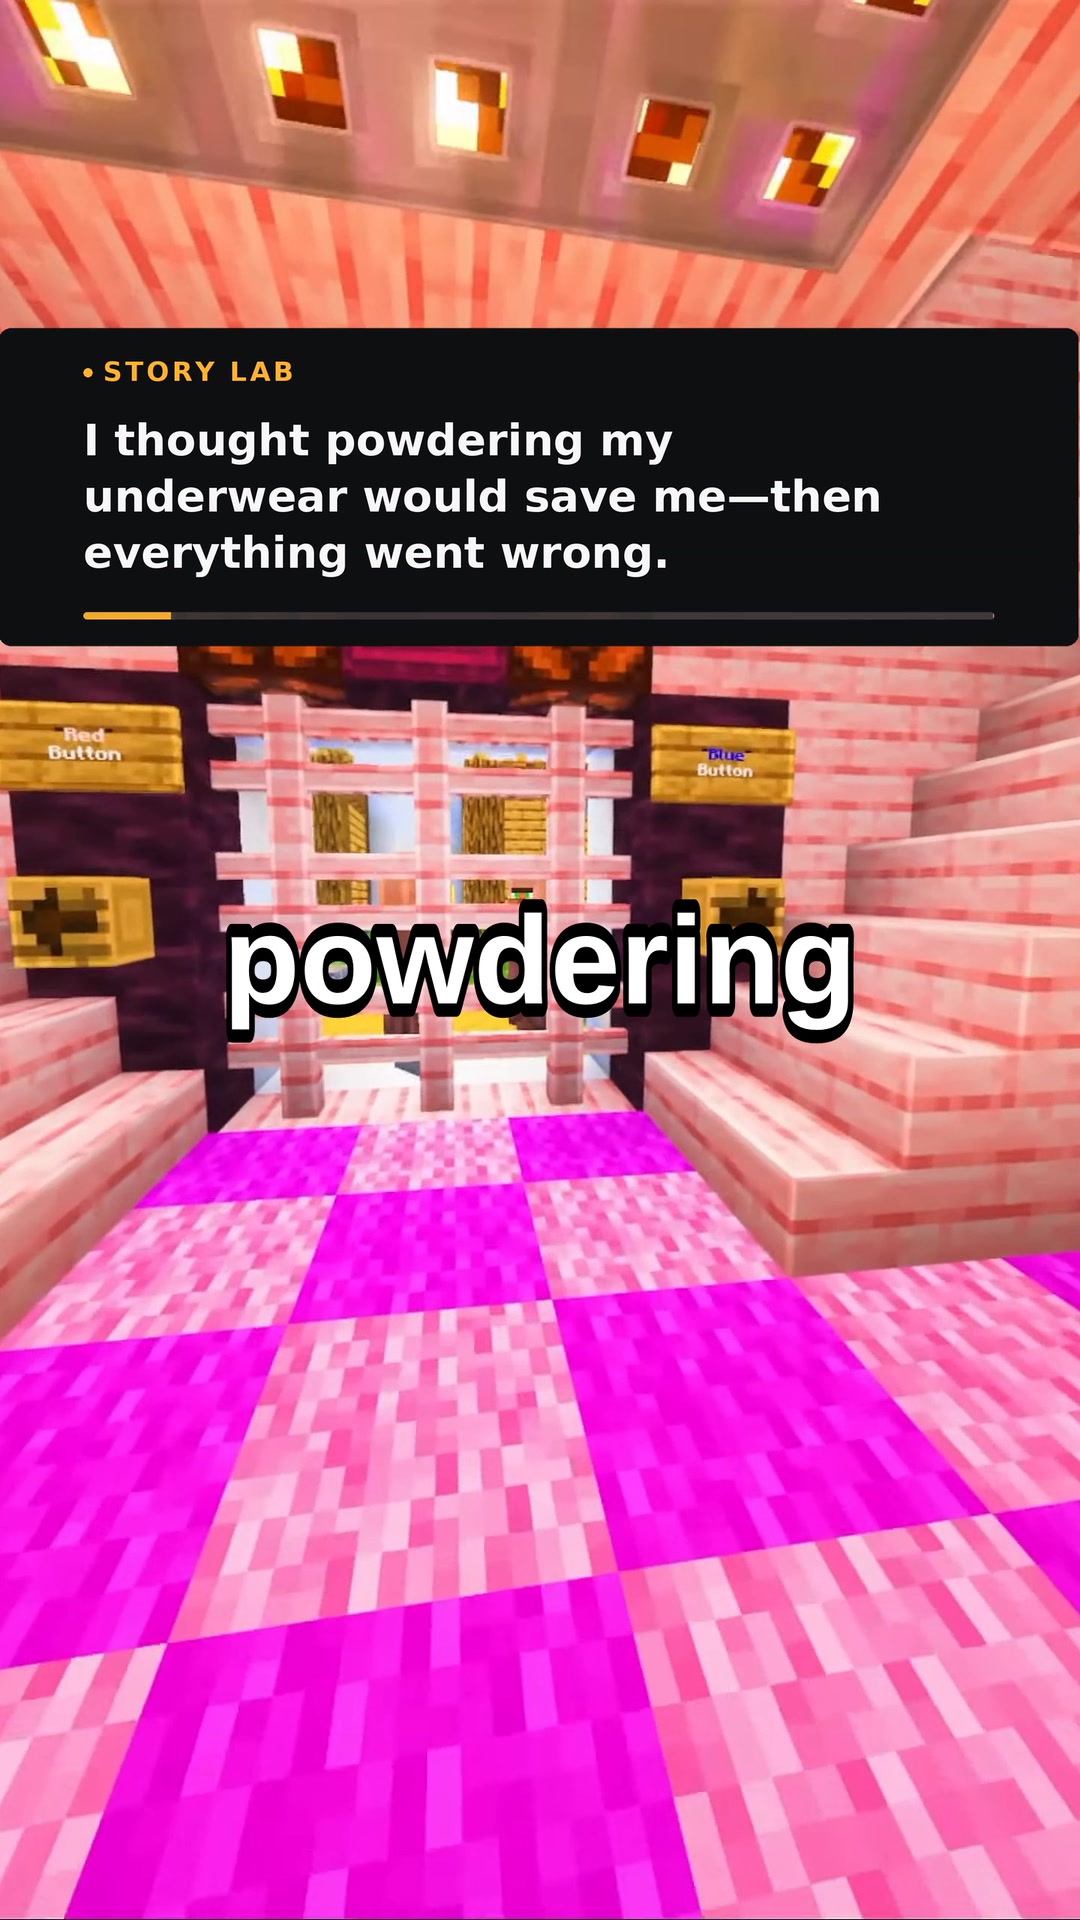 • STORY LAB
I thought powdering my
underwear would save me—then
everything went wrong.
Red
Button
"Blue"
Button
powdering